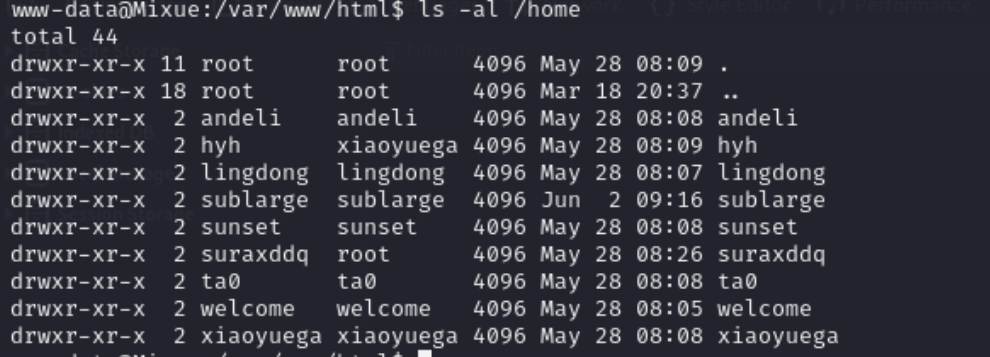 www-data@Mixue:/var/www/html$ ls -al /home
total 44
drwxr-xr-x 11 root      root      4096 May 28 08:09 .
drwxr-xr-x 18 root      root      4096 Mar 18 20:37 ..
drwxr-xr-x  2 andeli    andeli    4096 May 28 08:08 andeli
drwxr-xr-x  2 hyh       xiaoyuega 4096 May 28 08:09 hyh
drwxr-xr-x  2 lingdong  lingdong  4096 May 28 08:07 lingdong
drwxr-xr-x  2 sublarge  sublarge  4096 Jun  2 09:16 sublarge
drwxr-xr-x  2 sunset    sunset    4096 May 28 08:08 sunset
drwxr-xr-x  2 suraxddq  root      4096 May 28 08:26 suraxddq
drwxr-xr-x  2 ta0       ta0       4096 May 28 08:08 ta0
drwxr-xr-x  2 welcome   welcome   4096 May 28 08:05 welcome
drwxr-xr-x  2 xiaoyuega xiaoyuega 4096 May 28 08:08 xiaoyuega